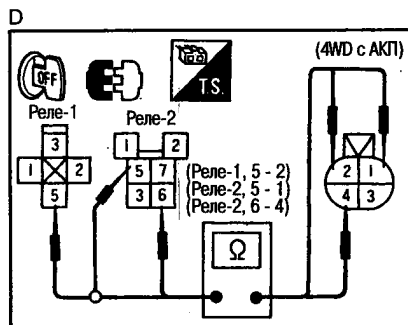 D
(4WD с АКП)
OFF
T.S.
Реле-1
Реле-2
3
1 2
5
1 2
5 7
3 6
(Реле-1, 5 - 2)
(Реле-2, 5 - 1)
(Реле-2, 6 - 4)
2 1
4 3
Ω